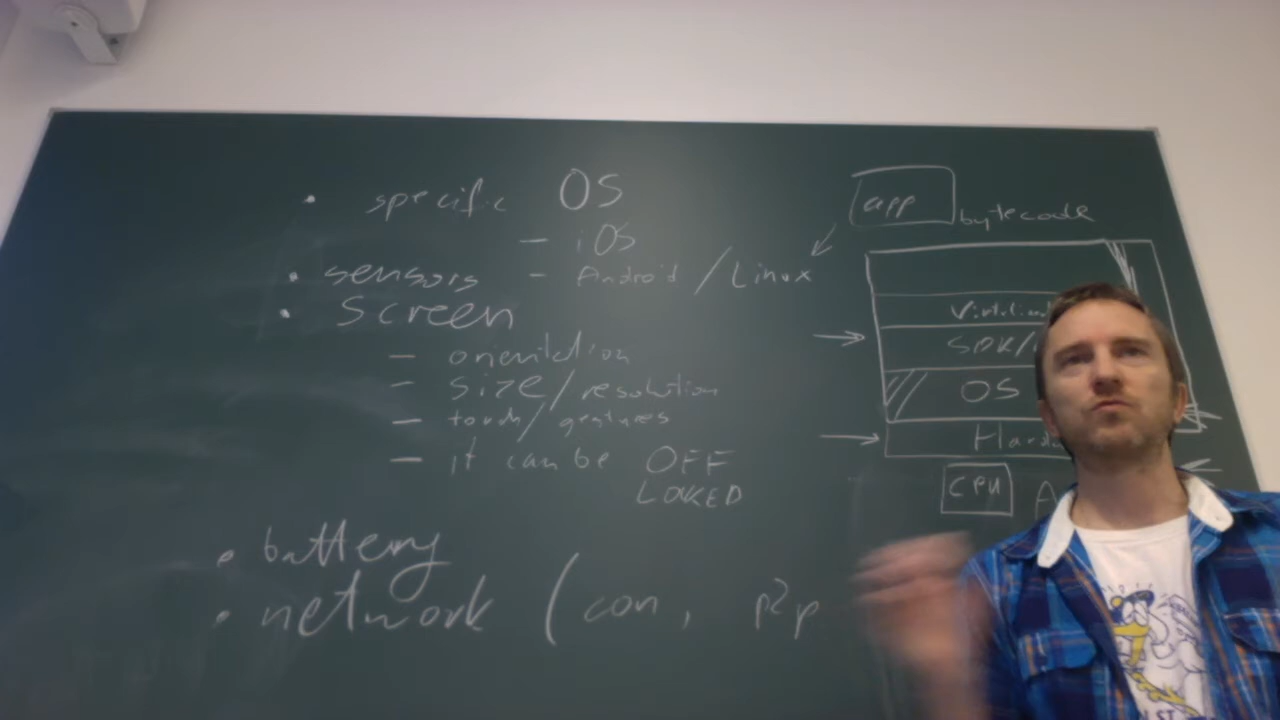 • specific OS
– iOS
• sensors – Android / Linux
• Screen
– orientation
– size/resolution
– touch/gestures
– it can be OFF
LOCKED
• battery
• network (con, p2p
app
bytecode
SDK/
OS
CPU